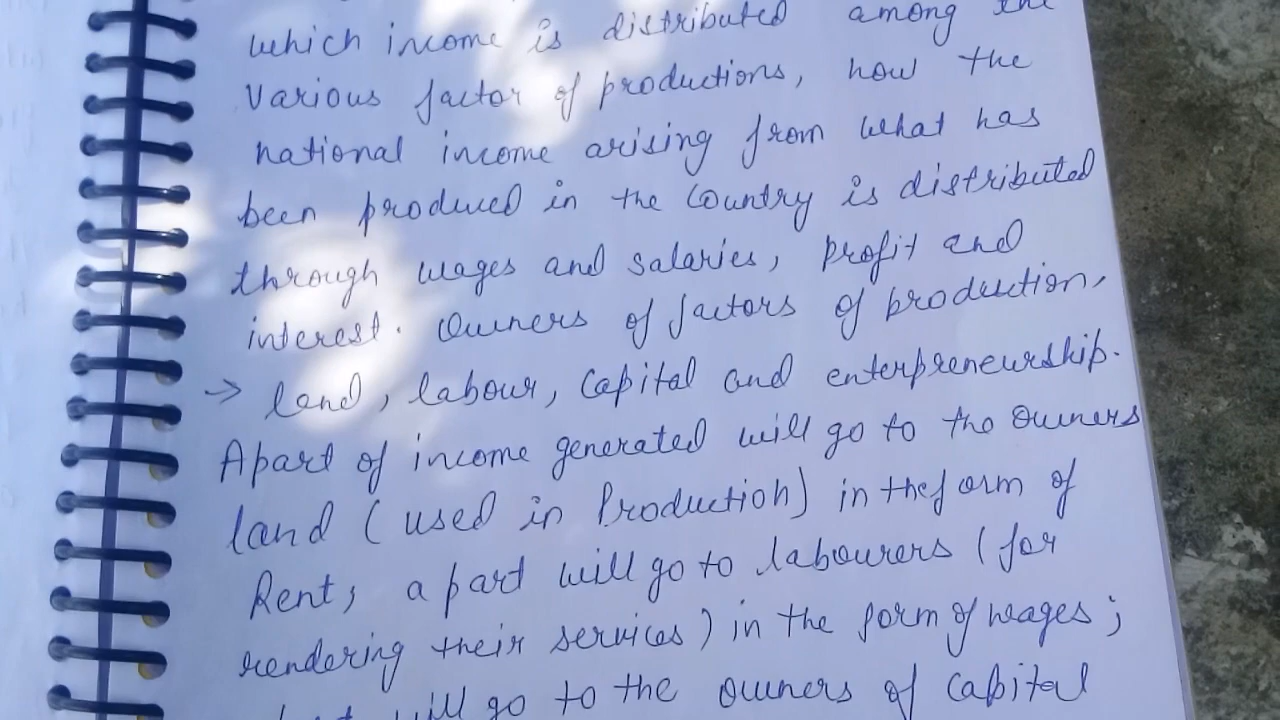 which income is distributed among the
Various factor of productions, how the
national income arising from what has
been produced in the Country is distributed
through wages and salaries, profit and
interest. Owners of factors of production,
→ land, labour, Capital and enterpreneurship.
Apart of income generated will go to the owners
land (used in Production) in the form of
Rent, a part will go to labourers (for
rendering their services) in the form of wages;
will go to the owners of Capital